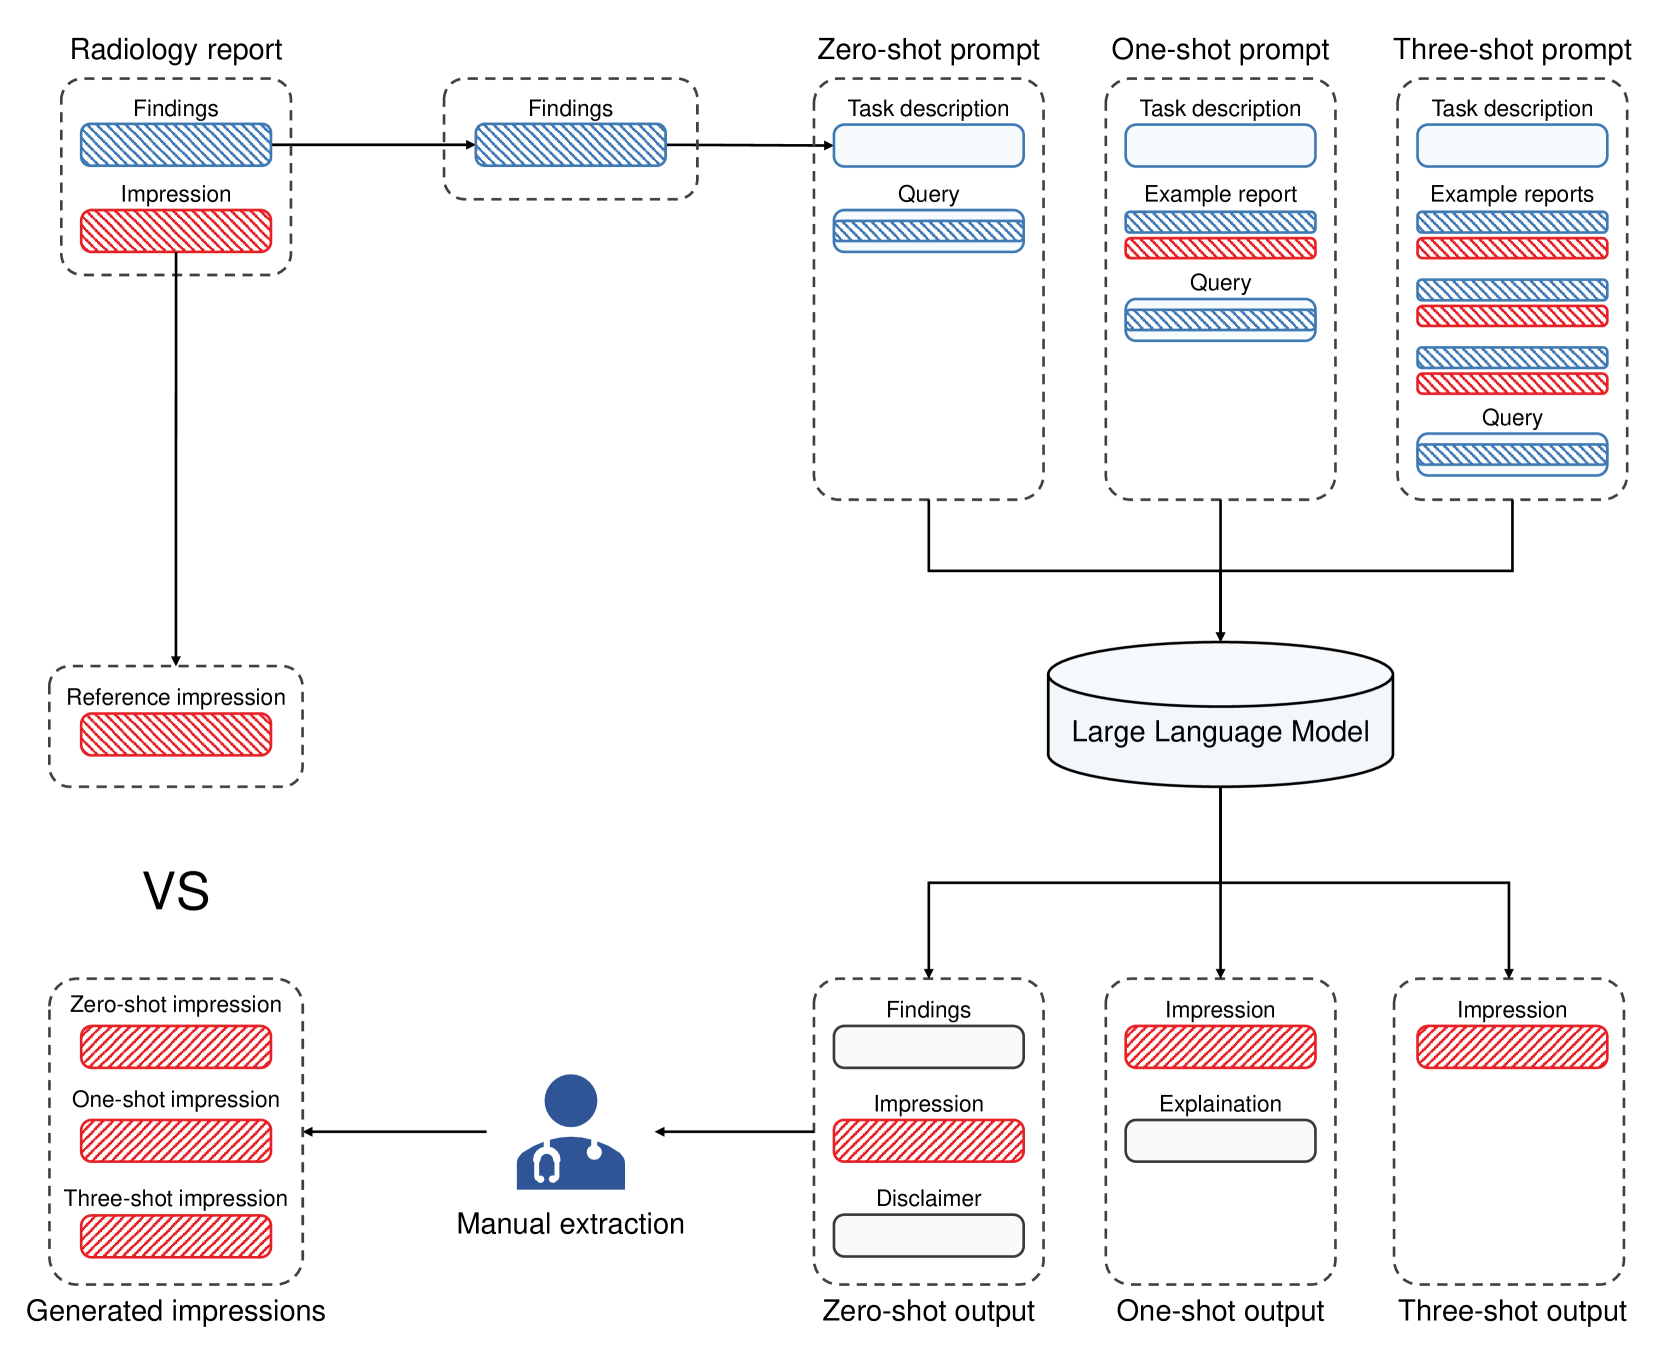 Radiology report
Findings
Impression
Findings
Zero-shot prompt
Task description
Query
One-shot prompt
Task description
Example report
Query
Three-shot prompt
Task description
Example reports
Query
Large Language Model
Reference impression
VS
Zero-shot impression
One-shot impression
Three-shot impression
Generated impressions
Manual extraction
Findings
Impression
Disclaimer
Zero-shot output
Impression
Explaination
One-shot output
Impression
Three-shot output